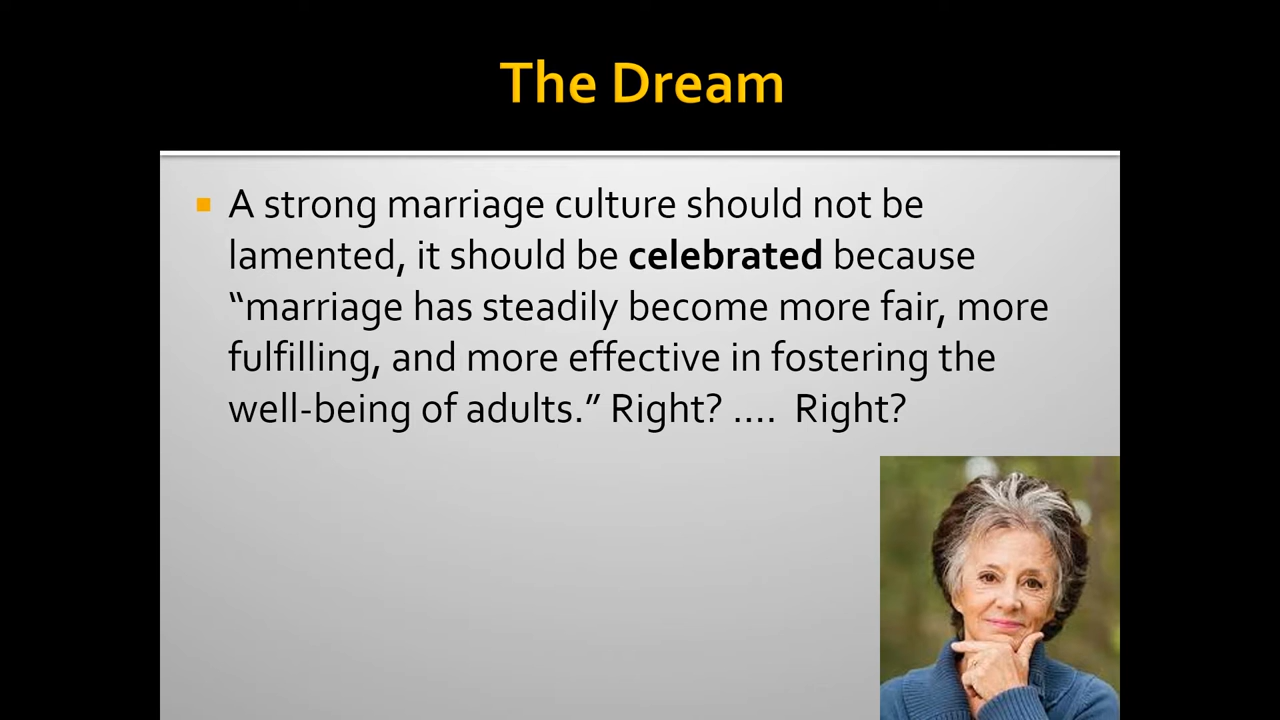 The Dream
A strong marriage culture should not be
lamented, it should be celebrated because
“marriage has steadily become more fair, more
fulfilling, and more effective in fostering the
well-being of adults.” Right? .... Right?